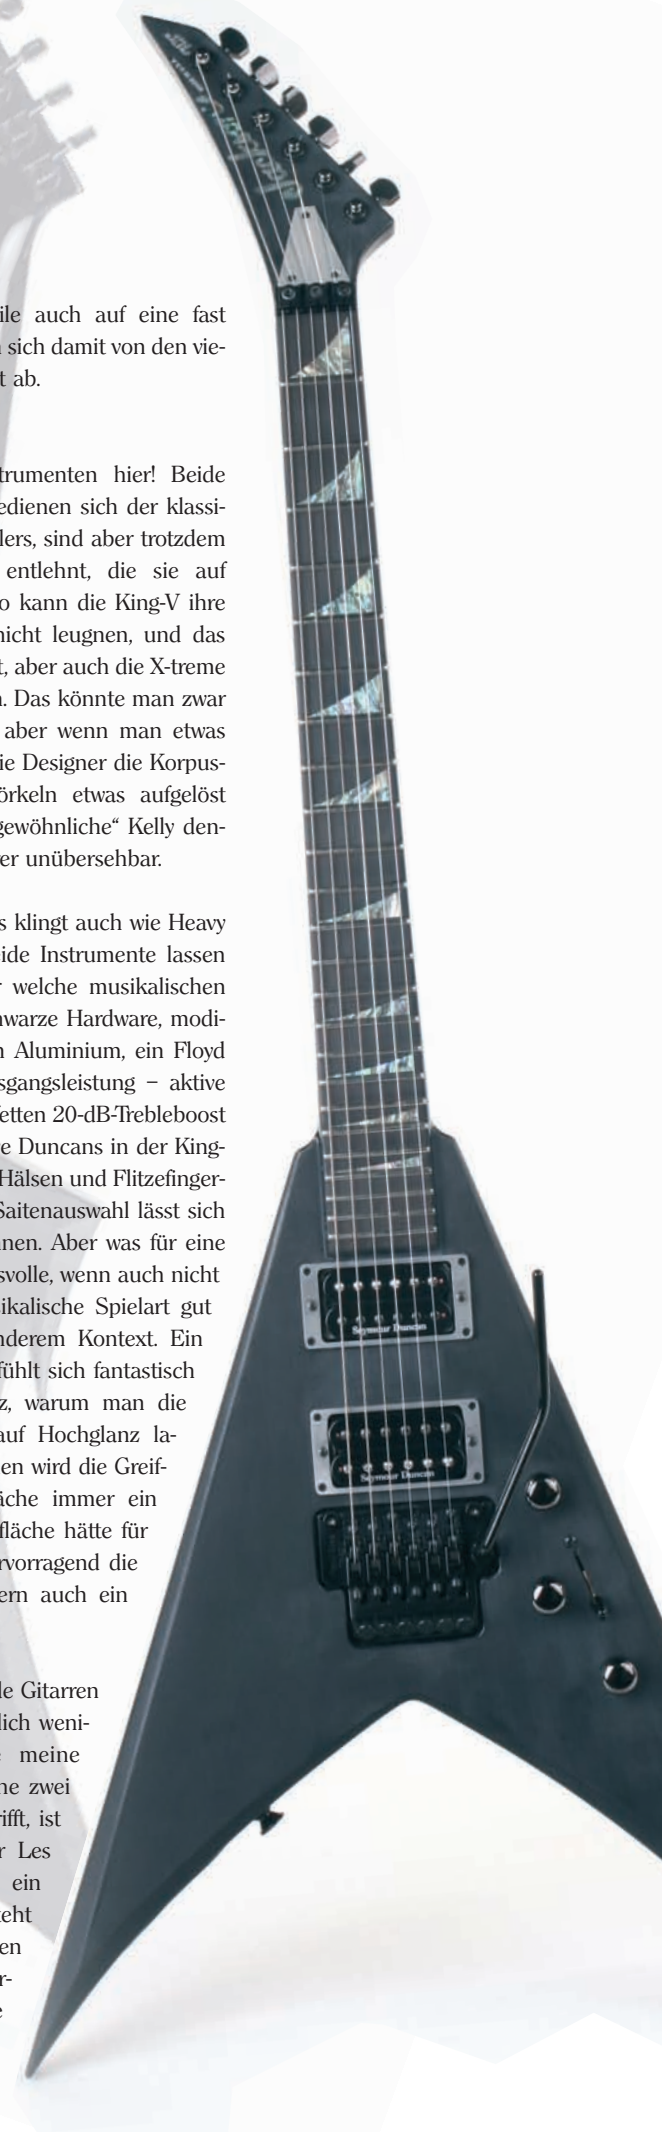 ile auch auf eine fast
sich damit von den vie-
t ab.
trumenten hier! Beide
edienen sich der klassi-
lers, sind aber trotzdem
entlehnt, die sie auf
o kann die King-V ihre
nicht leugnen, und das
t, aber auch die X-treme
. Das könnte man zwar
aber wenn man etwas
ie Designer die Korpus-
örkeln etwas aufgelöst
gewöhnliche“ Kelly den-
er unübersehbar.
s klingt auch wie Heavy
eide Instrumente lassen
r welche musikalischen
hwarze Hardware, modi-
n Aluminium, ein Floyd
sgangsleistung – aktive
fetten 20-dB-Trebleboost
re Duncans in der King-
Hälsen und Flitzefinger-
Saitenauswahl lässt sich
nnen. Aber was für eine
svolle, wenn auch nicht
sikalische Spielart gut
nderem Kontext. Ein
fühlt sich fantastisch
z, warum man die
auf Hochglanz la-
en wird die Greif-
äche immer ein
fläche hätte für
rvorragend die
ern auch ein
le Gitarren
lich weni-
e meine
ne zwei
rifft, ist
r Les
ein
eht
en
r-
e
Seymour Duncan
Seymour Duncan